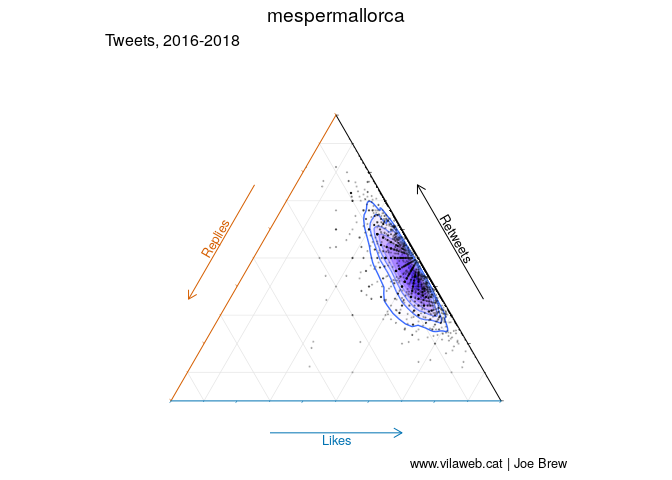 mespermallorca
Tweets, 2016-2018
Replies
Retweets
Likes
www.vilaweb.cat | Joe Brew